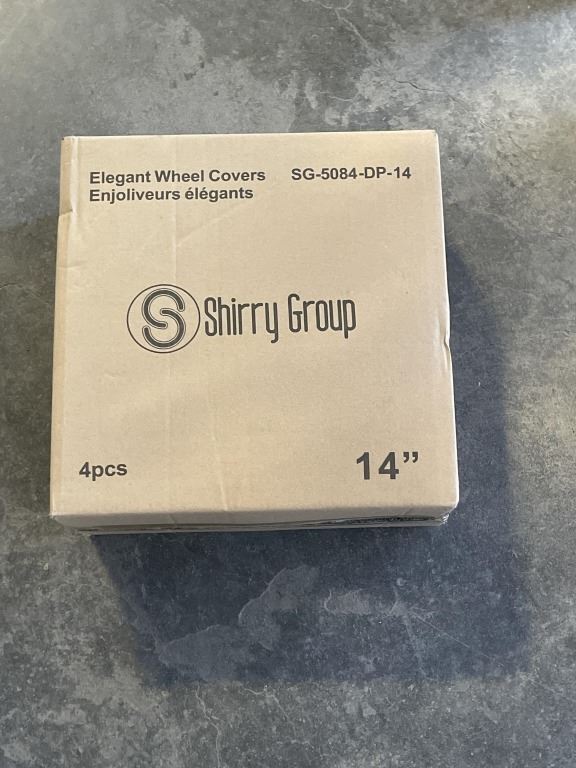 Elegant Wheel Covers SG-5084-DP-14
Enjoliveurs élégants
S Shirry Group
4pcs 14”